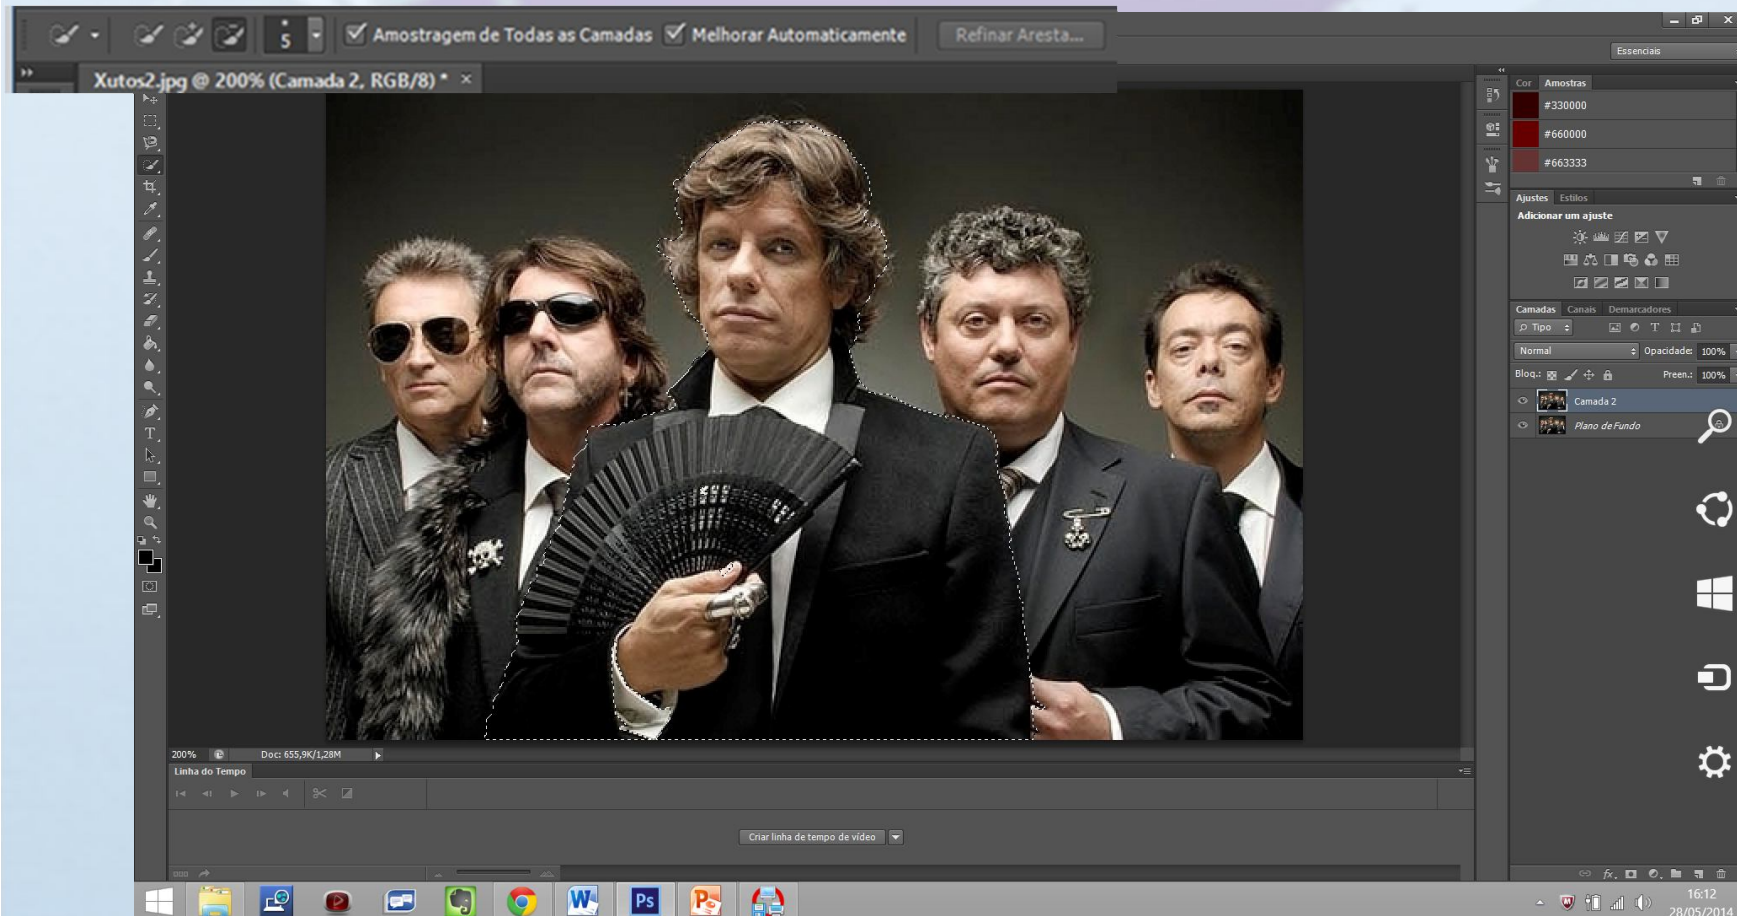 5 Amostragem de Todas as Camadas Melhorar Automaticamente Refinar Aresta...
Xutos2.jpg @ 200% (Camada 2, RGB/8) * ×
Essenciais
Cor Amostras
#330000
#660000
#663333
Ajustes Estilos
Adicionar um ajuste
Camadas Canais Demarcadores
Tipo
Normal Opacidade: 100%
Bloq.: Preen.: 100%
Camada 2
Plano de Fundo
200% Doc: 655,9K/1,28M
Linha do Tempo
Criar linha de tempo de vídeo
fx.
Ps
16:12
28/05/2014